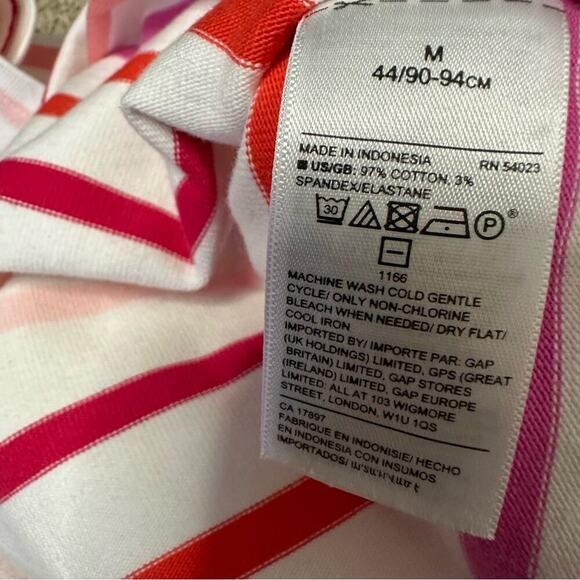 M
44/90-94CM
MADE IN INDONESIA RN 54023
US/GB: 97% COTTON, 3%
SPANDEX/ELASTANE
30 P®
1166
MACHINE WASH COLD GENTLE
CYCLE/ ONLY NON-CHLORINE
BLEACH WHEN NEEDED/ DRY FLAT/
COOL IRON
IMPORTED BY/ IMPORTE PAR: GAP
(UK HOLDINGS) LIMITED, GPS (GREAT
BRITAIN) LIMITED, GAP STORES
(IRELAND) LIMITED, GAP EUROPE
LIMITED: ALL AT 103 WIGMORE
STREET, LONDON, W1U 1QS
CA 17897
FABRIQUE EN INDONISIE/ HECHO
EN INDONESIA CON INSUMOS
IMPORTADOS/